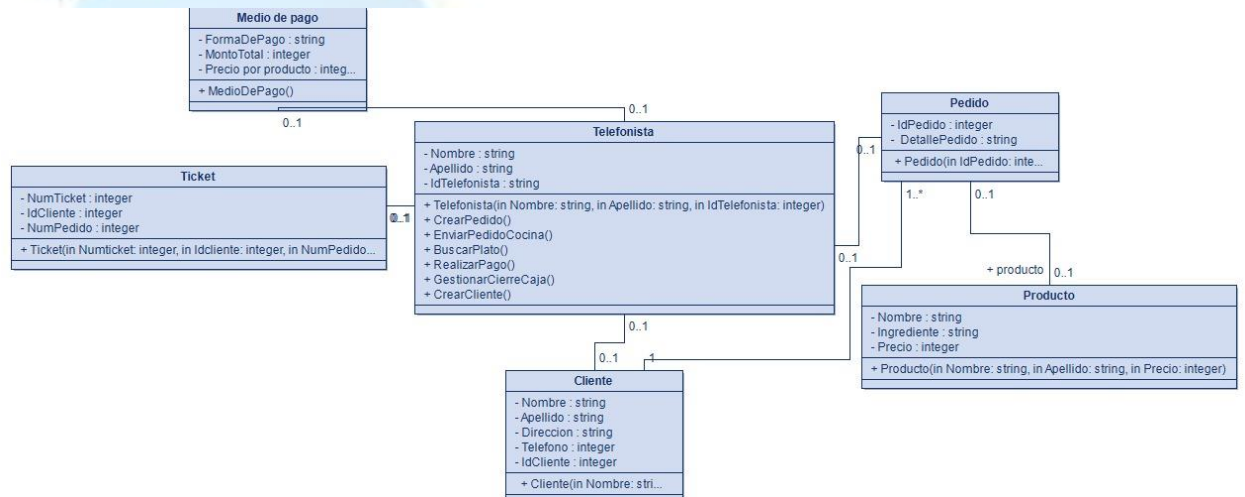 Medio de pago
- FormaDePago : string
- MontoTotal : integer
- Precio por producto : integ...
+ MedioDePago()
0..1
0..1
Pedido
- IdPedido : integer
- DetallePedido : string
+ Pedido(in IdPedido: inte...
0..1
1..*
0..1
Telefonista
- Nombre : string
- Apellido : string
- IdTelefonista : string
+ Telefonista(in Nombre: string, in Apellido: string, in IdTelefonista: integer)
+ CrearPedido()
+ EnviarPedidoCocina()
+ BuscarPlato()
+ RealizarPago()
+ GestionarCierreCaja()
+ CrearCliente()
0..1
Ticket
- NumTicket : integer
- IdCliente : integer
- NumPedido : integer
+ Ticket(in Numticket: integer, in Idcliente: integer, in NumPedido...
+ producto
0..1
Producto
- Nombre : string
- Ingrediente : string
- Precio : integer
+ Producto(in Nombre: string, in Apellido: string, in Precio: integer)
0..1
0..1
1
Cliente
- Nombre : string
- Apellido : string
- Direccion : string
- Telefono : integer
- IdCliente : integer
+ Cliente(in Nombre: stri...